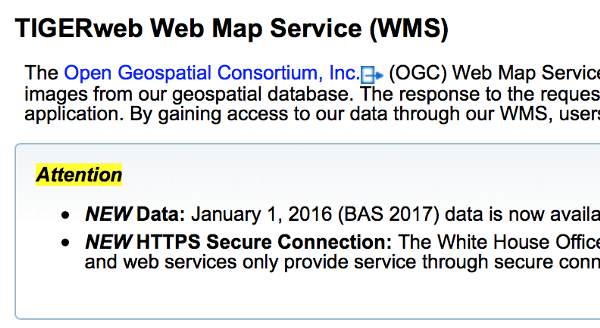 TIGERweb Web Map Service (WMS)
The Open Geospatial Consortium, Inc. (OGC) Web Map Service
images from our geospatial database. The response to the reques
application. By gaining access to our data through our WMS, users
Attention
• NEW Data: January 1, 2016 (BAS 2017) data is now availa
• NEW HTTPS Secure Connection: The White House Office
and web services only provide service through secure conn